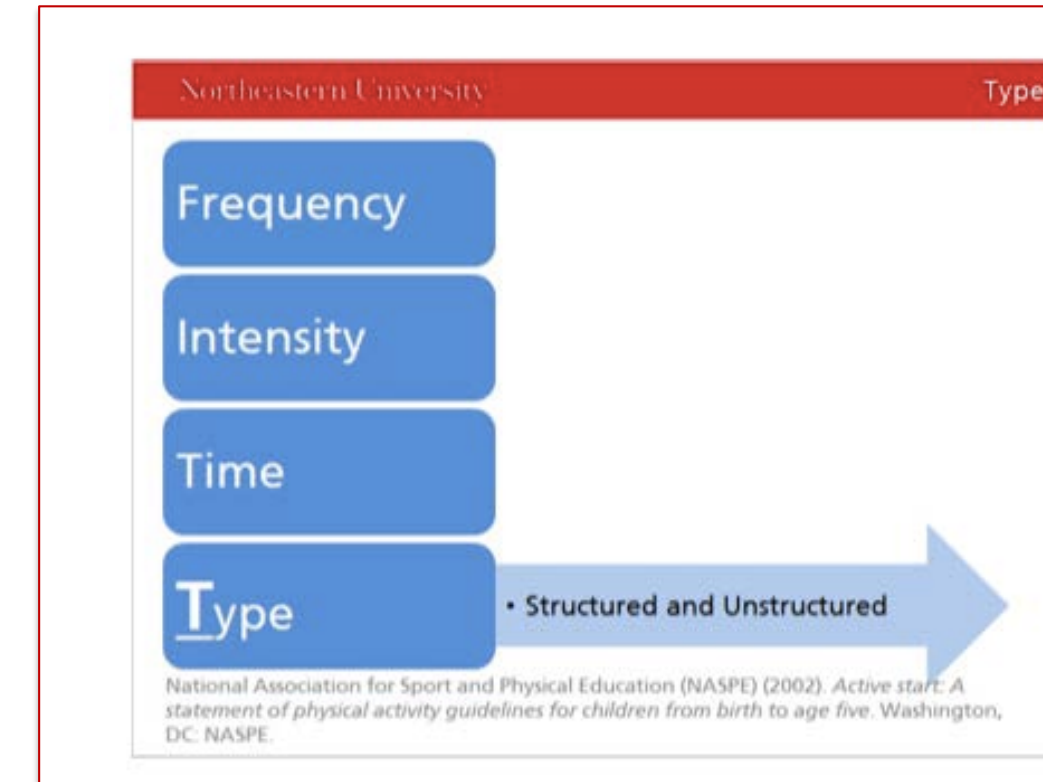 Northeastern University
Type
Frequency
Intensity
Time
Type
• Structured and Unstructured
National Association for Sport and Physical Education (NASPE) (2002). Active start: A
statement of physical activity guidelines for children from birth to age five. Washington,
DC: NASPE.